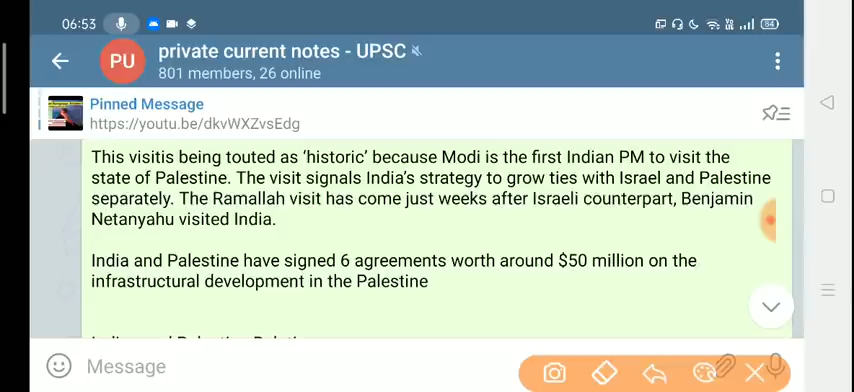 06:53
84
PU
private current notes - UPSC
801 members, 26 online
Pinned Message
https://youtu.be/dkvWXZvsEdg
This visitis being touted as ‘historic’ because Modi is the first Indian PM to visit the
state of Palestine. The visit signals India’s strategy to grow ties with Israel and Palestine
separately. The Ramallah visit has come just weeks after Israeli counterpart, Benjamin
Netanyahu visited India.
India and Palestine have signed 6 agreements worth around $50 million on the
infrastructural development in the Palestine
Message